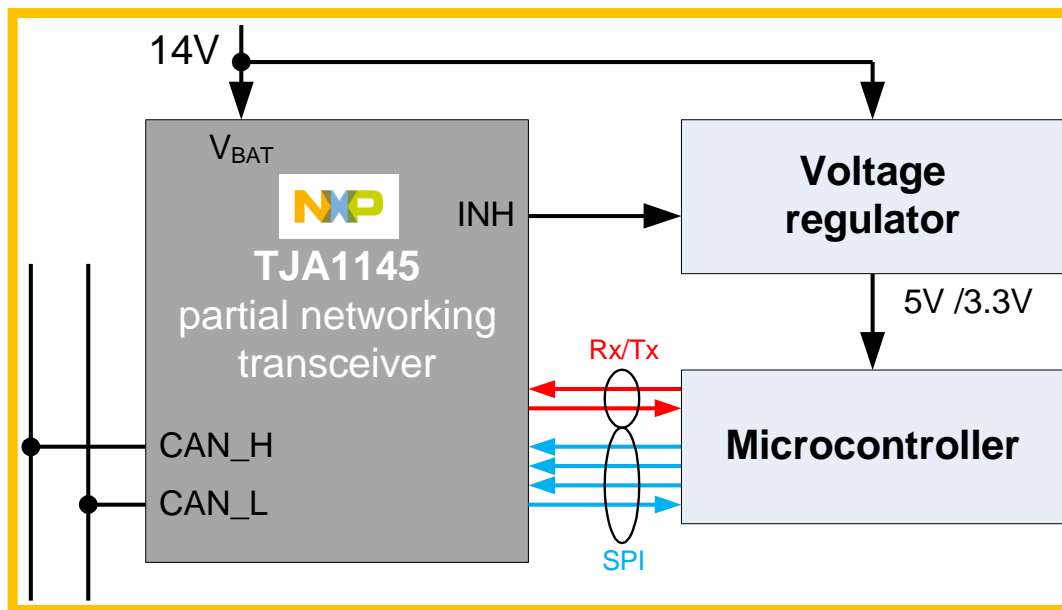 14V
VBAT
NXP
INH
TJA1145
partial networking
transceiver
CAN_H
CAN_L
Voltage
regulator
5V /3.3V
Rx/Tx
Microcontroller
SPI